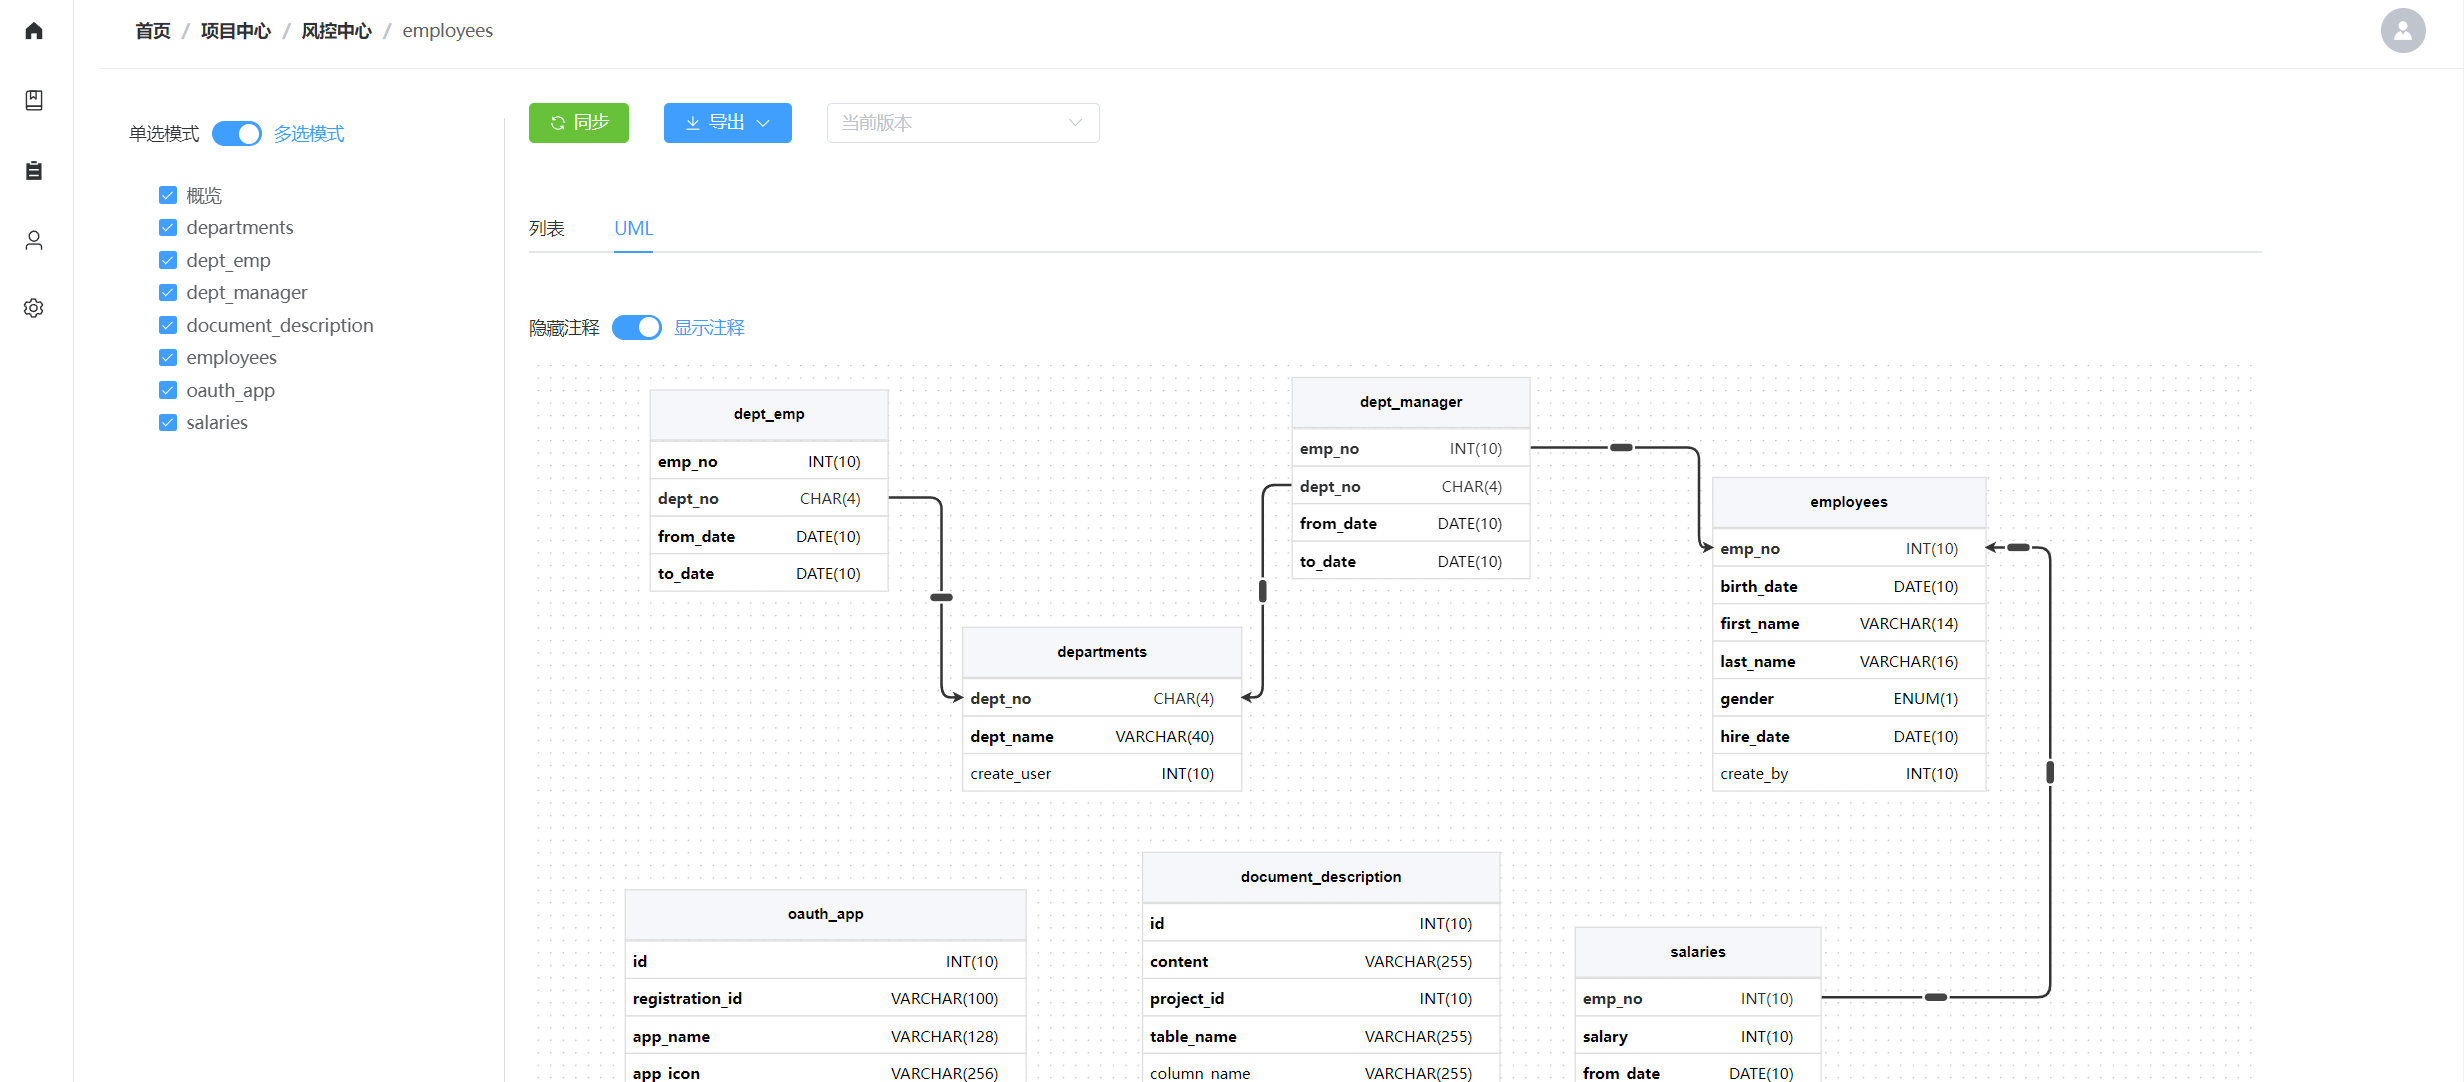 首页 / 项目中心 / 风控中心 / employees
单选模式 多选模式
概览
departments
dept_emp
dept_manager
document_description
employees
oauth_app
salaries
同步 导出 当前版本
列表 UML
隐藏注释 显示注释
dept_emp
emp_no INT(10)
dept_no CHAR(4)
from_date DATE(10)
to_date DATE(10)
dept_manager
emp_no INT(10)
dept_no CHAR(4)
from_date DATE(10)
to_date DATE(10)
employees
emp_no INT(10)
birth_date DATE(10)
first_name VARCHAR(14)
last_name VARCHAR(16)
gender ENUM(1)
hire_date DATE(10)
create_by INT(10)
departments
dept_no CHAR(4)
dept_name VARCHAR(40)
create_user INT(10)
oauth_app
id INT(10)
registration_id VARCHAR(100)
app_name VARCHAR(128)
app_icon VARCHAR(256)
document_description
id INT(10)
content VARCHAR(255)
project_id INT(10)
table_name VARCHAR(255)
column_name VARCHAR(255)
salaries
emp_no INT(10)
salary INT(10)
from_date DATE(10)